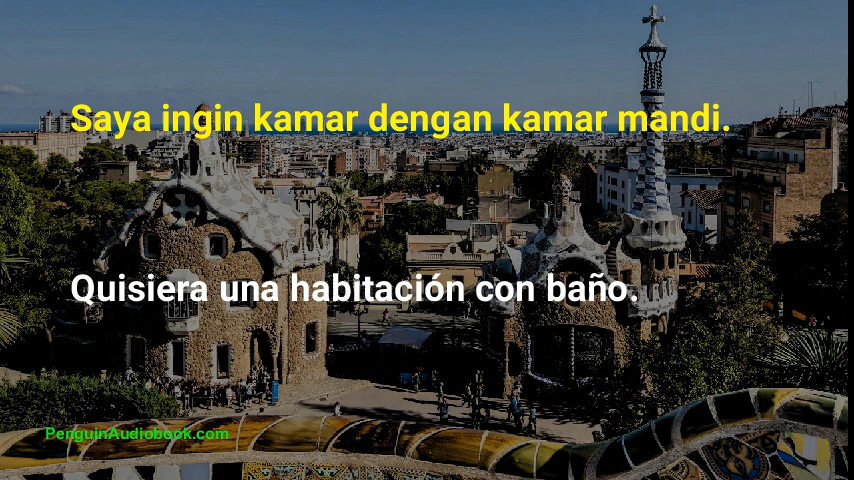 Saya ingin kamar dengan kamar mandi.
Quisiera una habitación con baño.
PenguinAudiobook.com